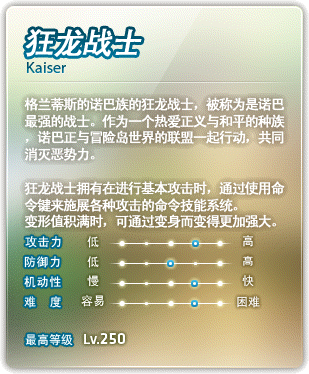 狂龙战士
Kaiser
格兰蒂斯的诺巴族的狂龙战士，被称为是诺巴
最强的战士。作为一个热爱正义与和平的种族
，诺巴正与冒险岛世界的联盟一起行动，共同
消灭恶势力。
狂龙战士拥有在进行基本攻击时，通过使用命
令键来施展各种攻击的命令技能系统。
变形值积满时，可通过变身而变得更加强大。
攻击力 低 高
防御力 低 高
机动性 慢 快
难 度 容易 困难
最高等级 Lv.250